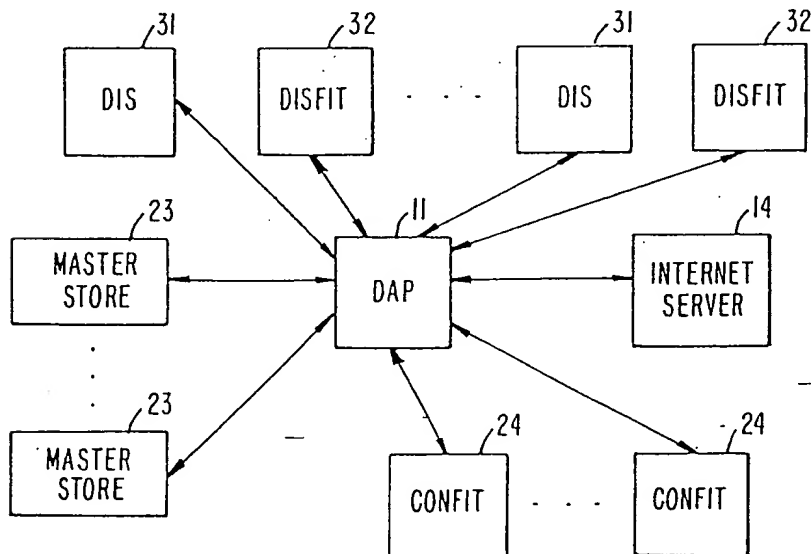 31
32
31
32
DIS
DISFIT
DIS
DISFIT
23
11
14
MASTER
STORE
DAP
INTERNET
SERVER
23
24
24
MASTER
STORE
CONFIT
CONFIT